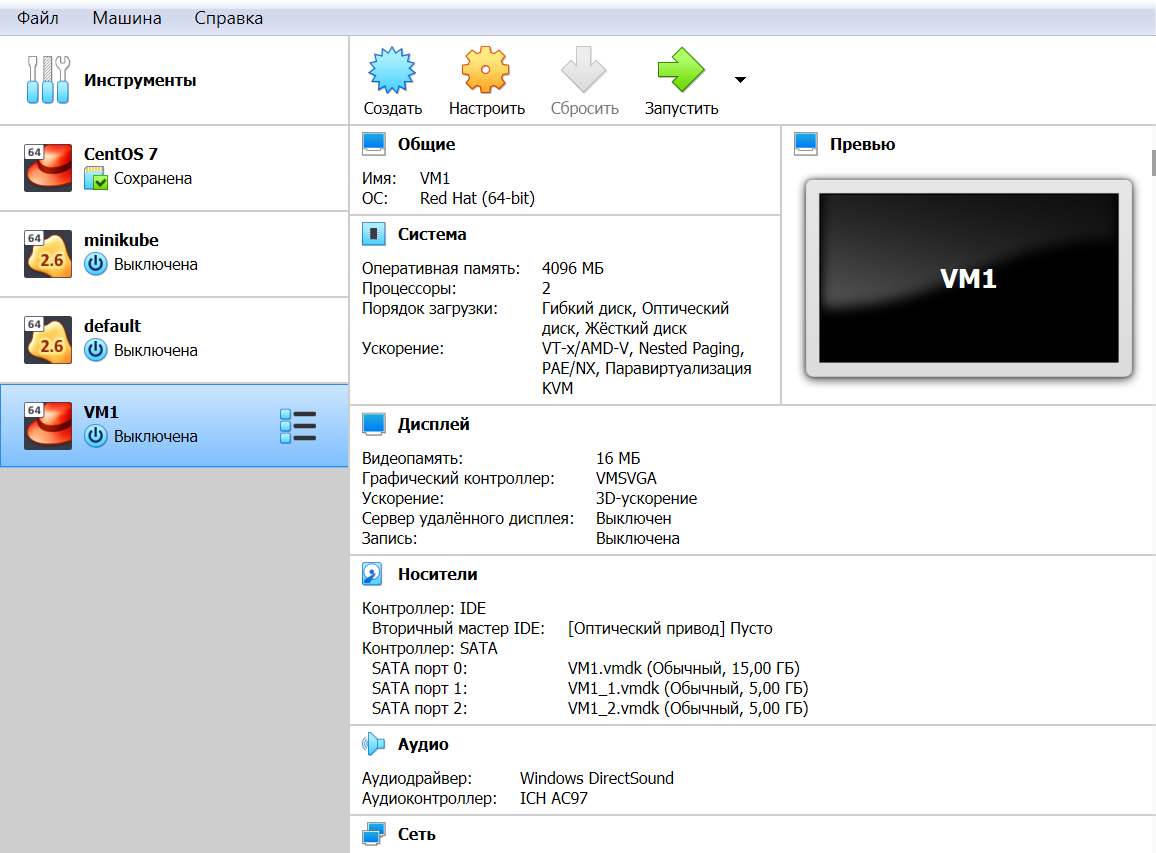 Файл Машина Справка
Инструменты
Создать Настроить Сбросить Запустить
64 CentOS 7
Сохранена
64 2.6 minikube
Выключена
64 2.6 default
Выключена
64 VM1
Выключена
Общие
Имя: VM1
ОС: Red Hat (64-bit)
Превью
VM1
Система
Оперативная память: 4096 МБ
Процессоры: 2
Порядок загрузки: Гибкий диск, Оптический
диск, Жёсткий диск
Ускорение: VT-x/AMD-V, Nested Paging,
PAE/NX, Паравиртуализация
KVM
Дисплей
Видеопамять: 16 МБ
Графический контроллер: VMSVGA
Ускорение: 3D-ускорение
Сервер удалённого дисплея: Выключен
Запись: Выключена
Носители
Контроллер: IDE
Вторичный мастер IDE: [Оптический привод] Пусто
Контроллер: SATA
SATA порт 0: VM1.vmdk (Обычный, 15,00 ГБ)
SATA порт 1: VM1_1.vmdk (Обычный, 5,00 ГБ)
SATA порт 2: VM1_2.vmdk (Обычный, 5,00 ГБ)
Аудио
Аудиодрайвер: Windows DirectSound
Аудиоконтроллер: ICH AC97
Сеть